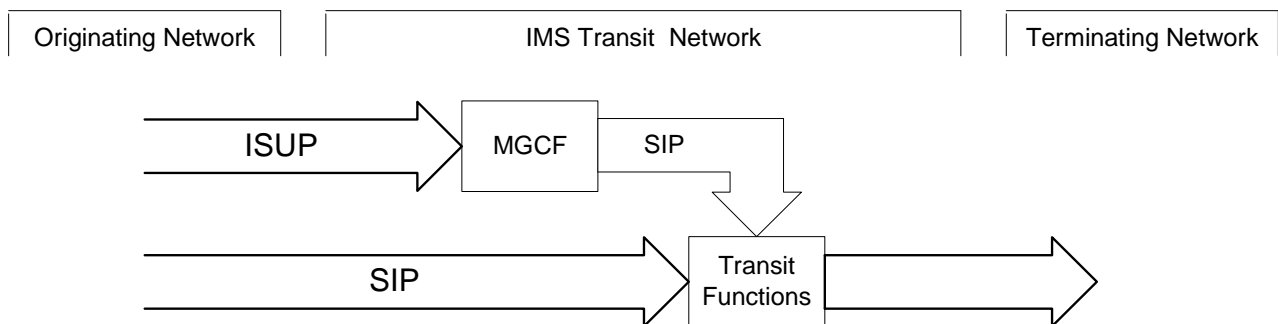 Originating Network
IMS Transit Network
Terminating Network
ISUP
MGCF
SIP
SIP
Transit
Functions